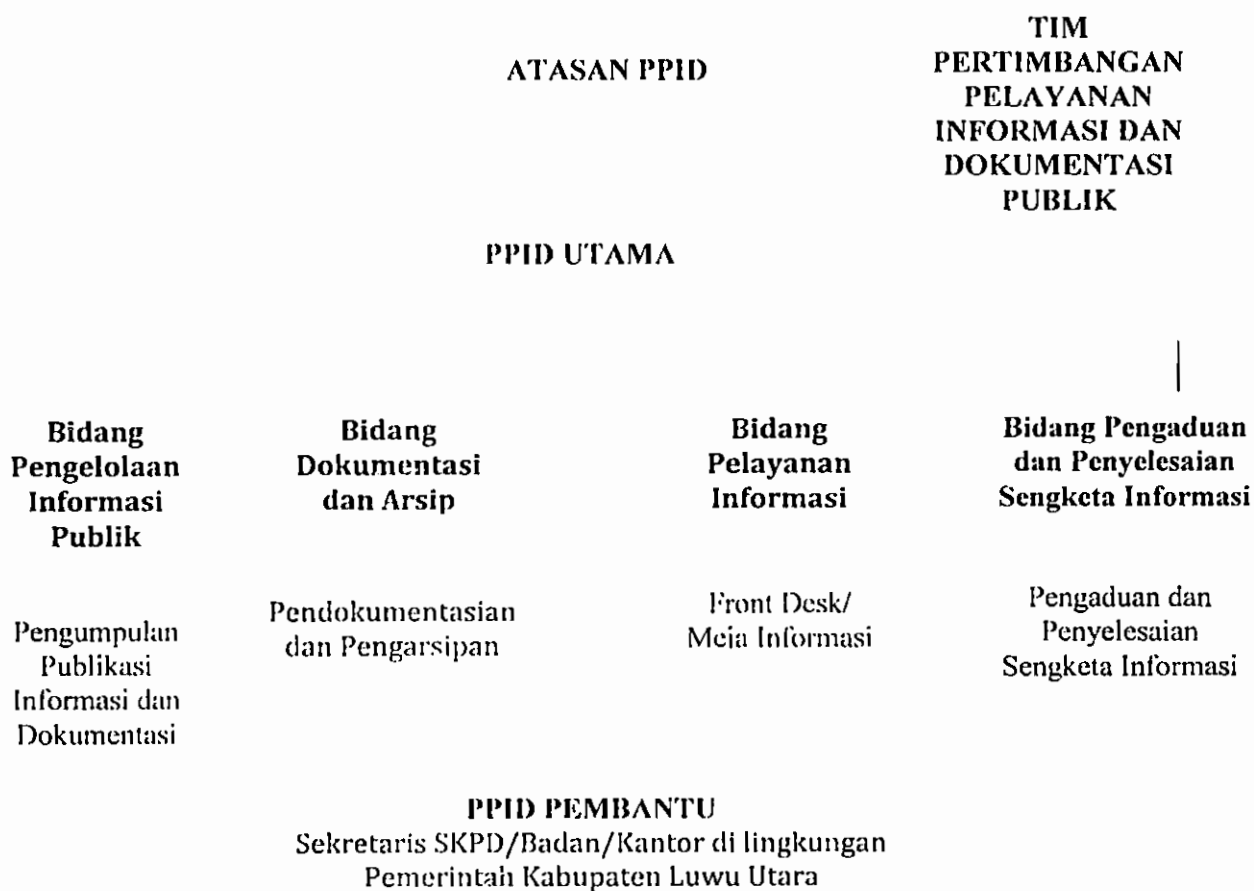 ATASAN PPID
TIM
PERTIMBANGAN
PELAYANAN
INFORMASI DAN
DOKUMENTASI
PUBLIK
PPID UTAMA
Bidang
Pengelolaan
Informasi
Publik
Bidang
Dokumentasi
dan Arsip
Bidang
Pelayanan
Informasi
Bidang Pengaduan
dan Penyelesaian
Sengketa Informasi
Pengumpulan
Publikasi
Informasi dan
Dokumentasi
Pendokumentasian
dan Pengarsipan
Front Desk/
Meia Informasi
Pengaduan dan
Penyelesaian
Sengketa Informasi
PPID PEMBANTU
Sekretaris SKPD/Badan/Kantor di lingkungan
Pemerintah Kabupaten Luwu Utara